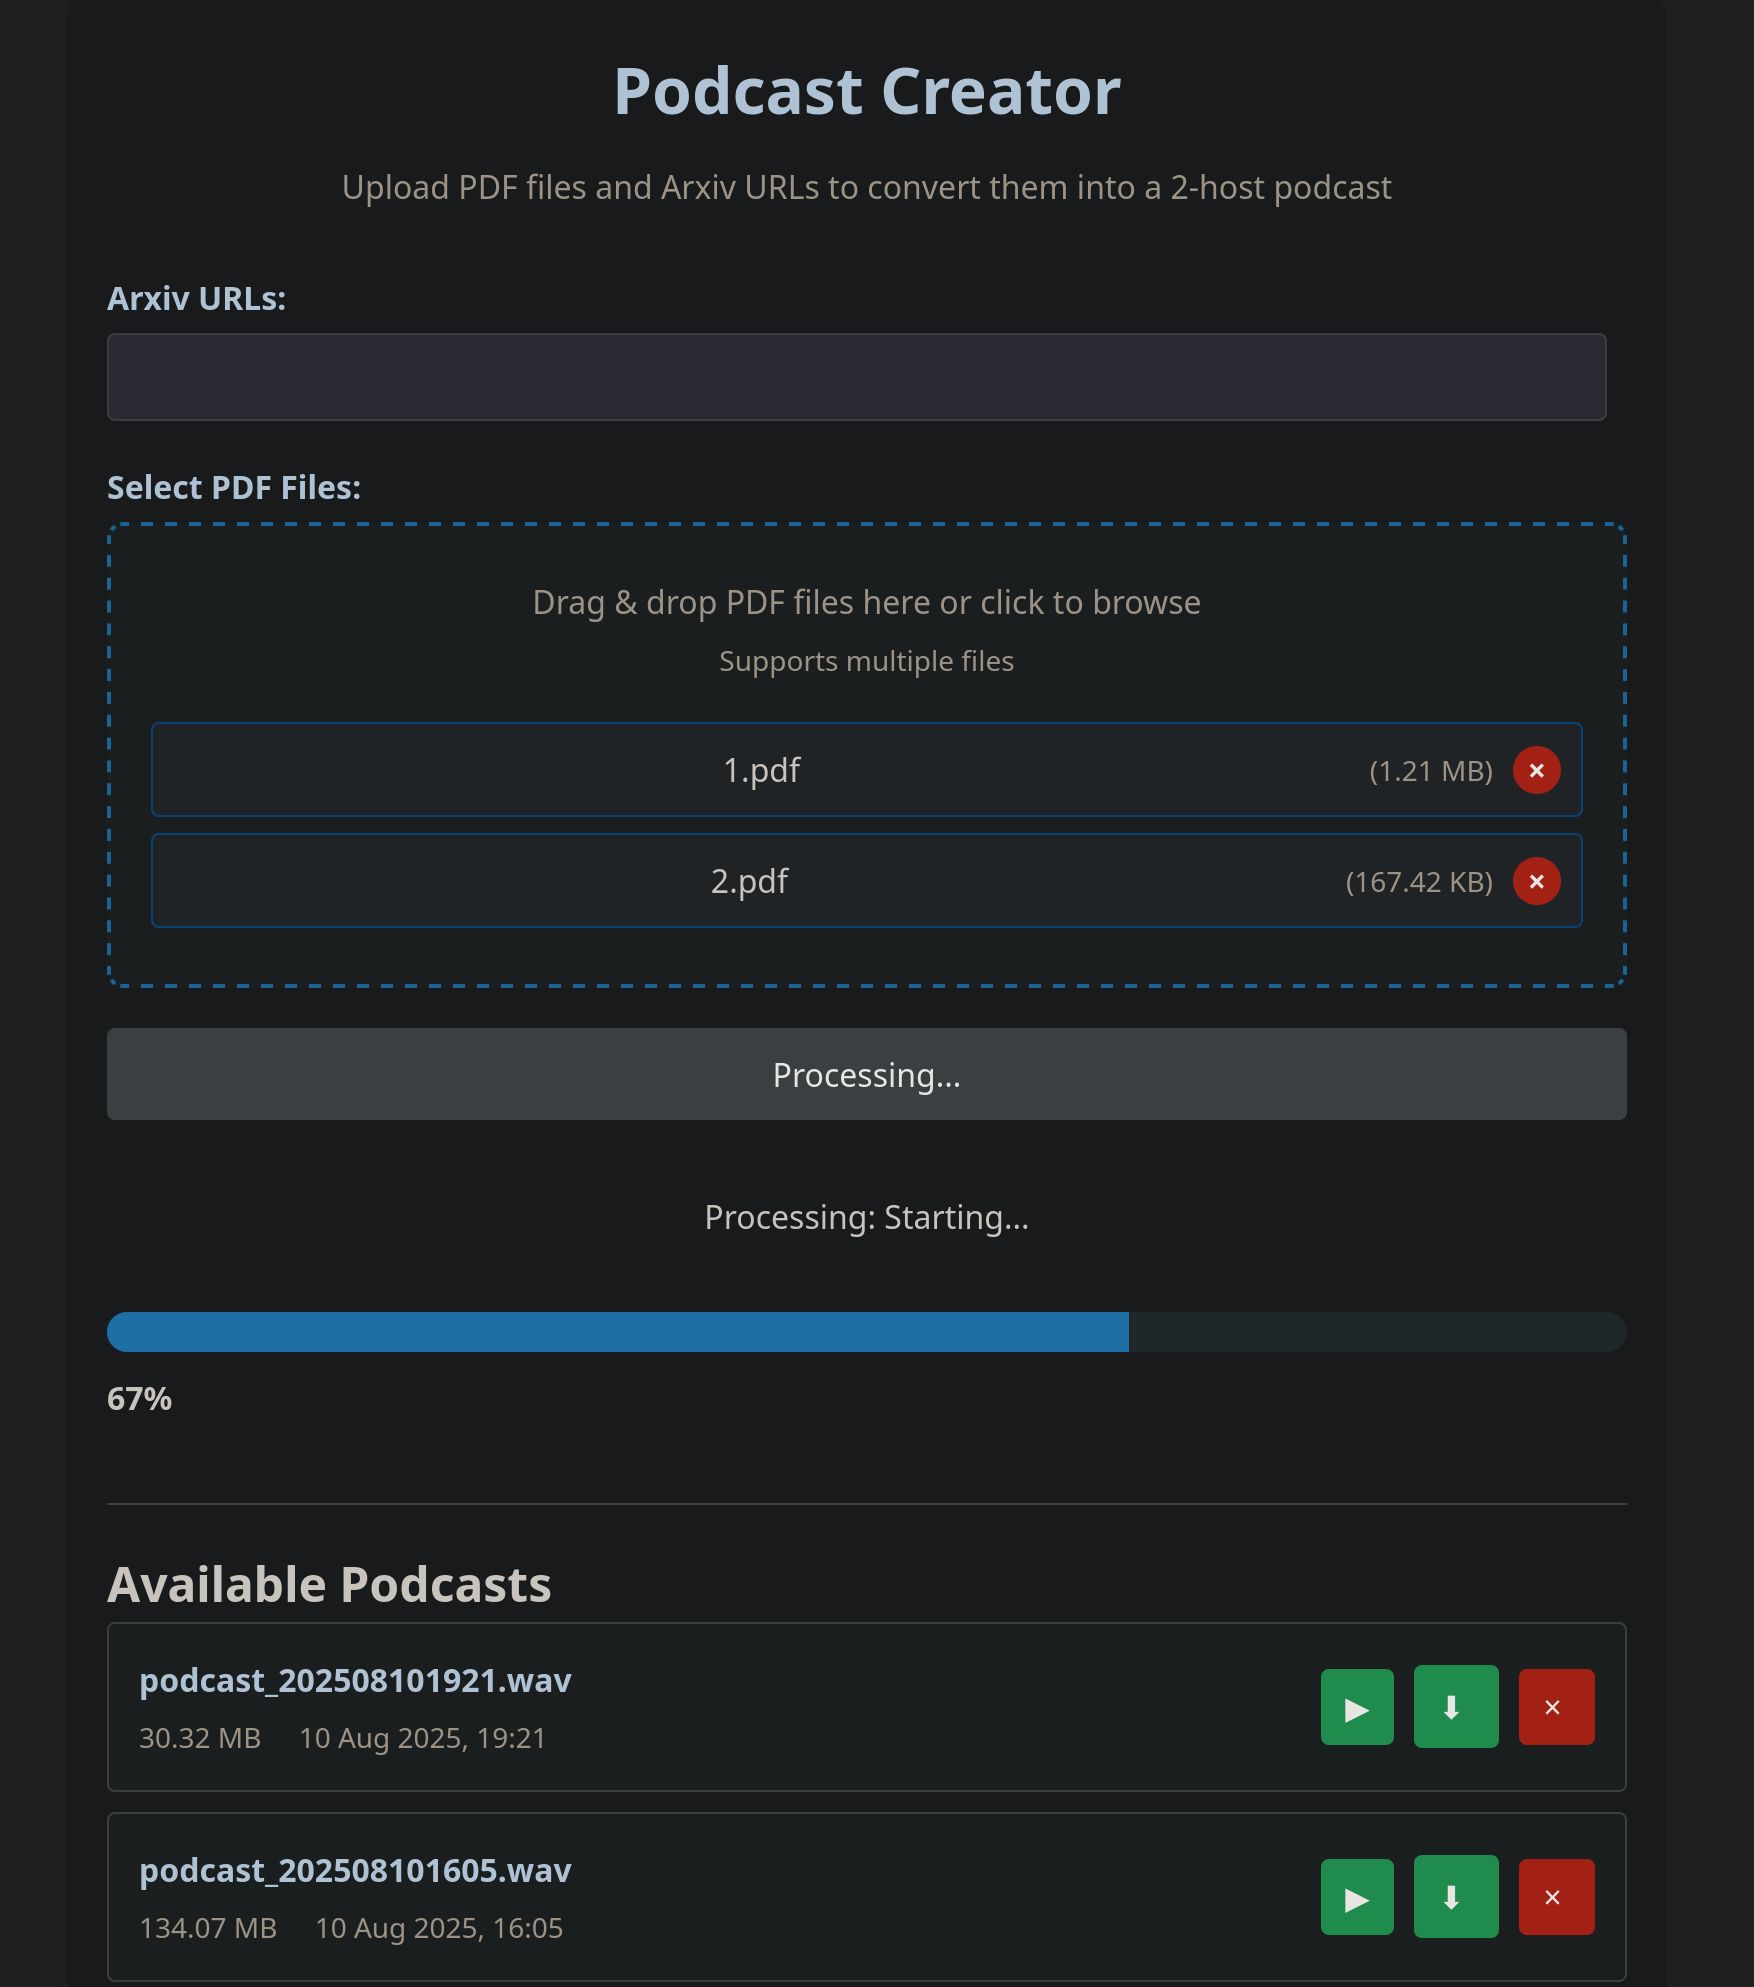 Podcast Creator
Upload PDF files and Arxiv URLs to convert them into a 2-host podcast
Arxiv URLs:
Select PDF Files:
Drag & drop PDF files here or click to browse
Supports multiple files
1.pdf (1.21 MB) ×
2.pdf (167.42 KB) ×
Processing...
Processing: Starting...
67%
Available Podcasts
podcast_202508101921.wav
30.32 MB 10 Aug 2025, 19:21
▶ ⬇ ×
podcast_202508101605.wav
134.07 MB 10 Aug 2025, 16:05
▶ ⬇ ×